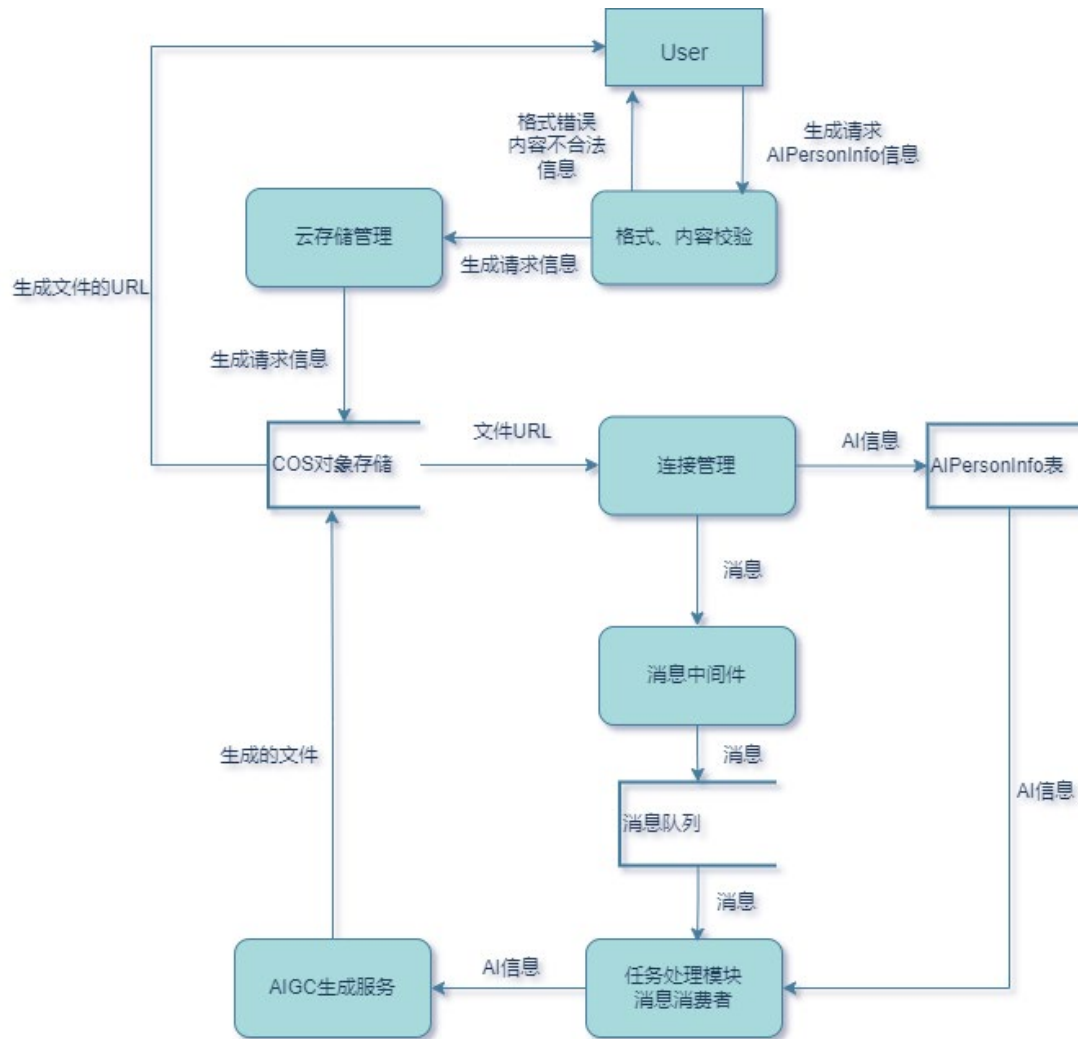 User
格式错误
内容不合法
信息
生成请求
AIPersonInfo信息
云存储管理
格式、内容校验
生成请求信息
生成文件的URL
生成请求信息
文件URL
AI信息
COS对象存储
连接管理
AIPersonInfo表
消息
消息中间件
生成的文件
消息
AI信息
消息队列
消息
AI信息
AIGC生成服务
任务处理模块
消息消费者